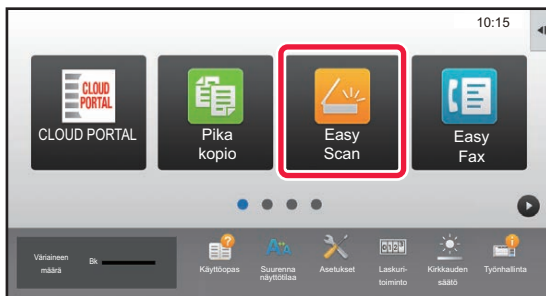 10:15
CLOUD
PORTAL
CLOUD PORTAL
Pika
kopio
Easy
Scan
Easy
Fax
Väriaineen
määrä
Bk
Käyttöopas
Suurenna
näyttötilaa
Asetukset
Laskuri-
toiminto
Kirkkauden
säätö
Työnhallinta